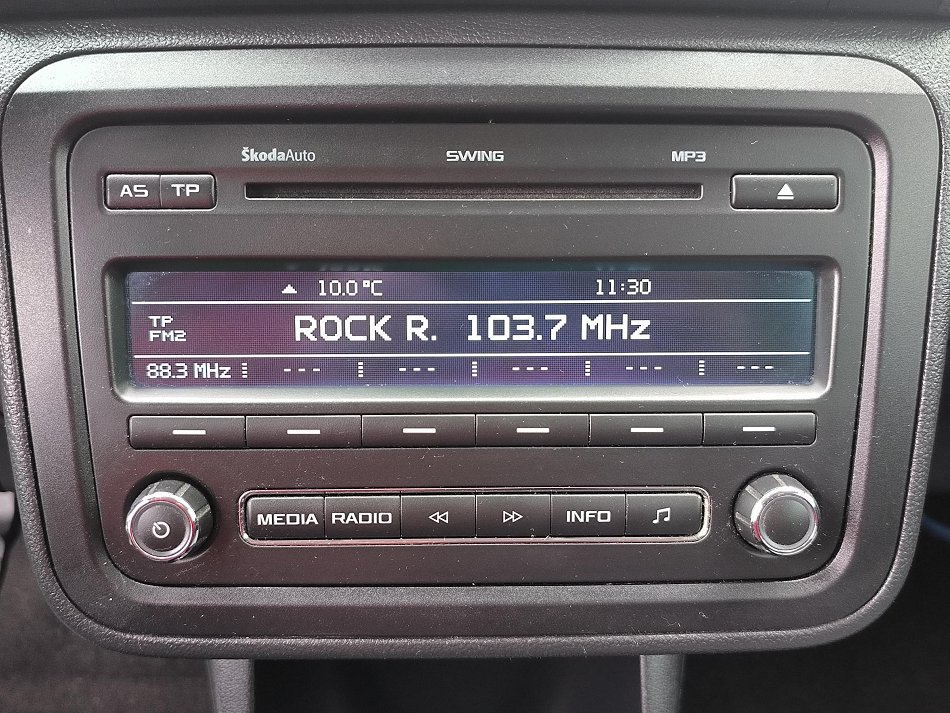 ŠkodaAuto SWING MP3
AS TP
10.0 °C 11:30
TP
FM2
ROCK R. 103.7 MHz
88.3 MHz --- --- --- --- ---
MEDIA RADIO INFO